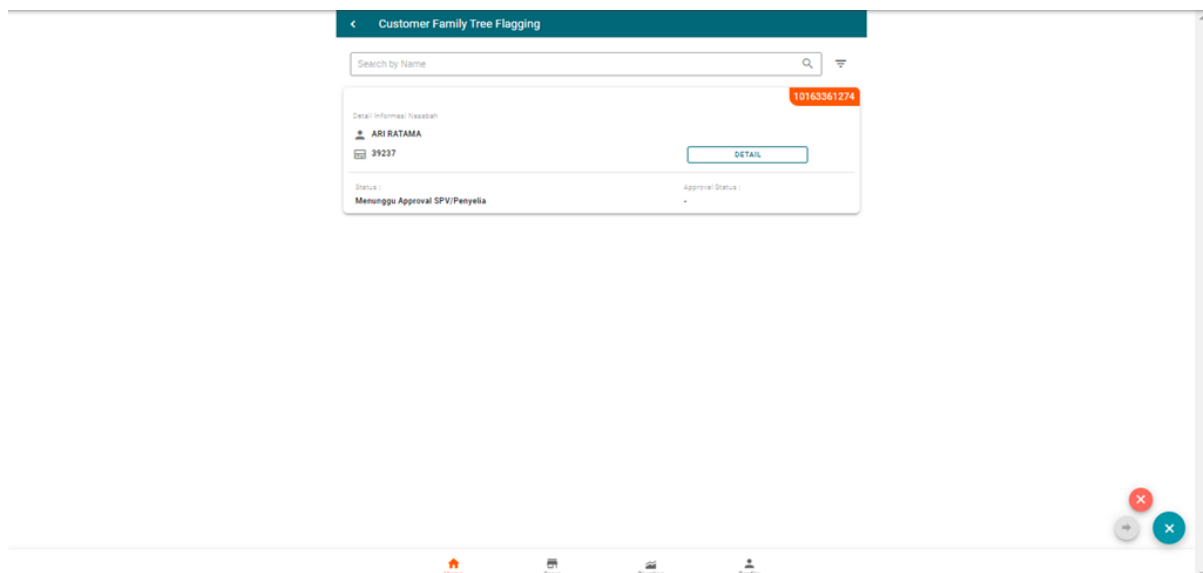 Customer Family Tree Flagging
Search by Name
10163361274
Detail Informasi Nasabah
ARI RATAMA
39237
DETAIL
Status :
Approval Status :
Menunggu Approval SPV/Penyelia
-